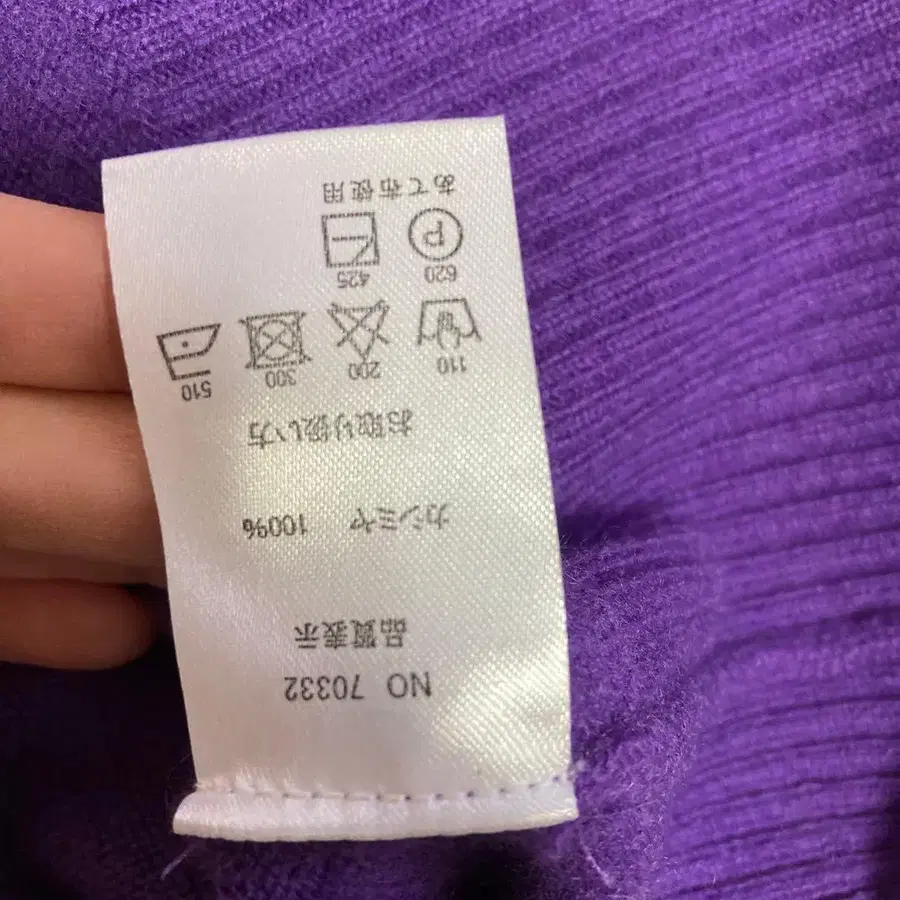 NO 70332
品質表示
カシミヤ 100%
お取り扱い方
110 200 300 510
620 425
P
あて布使用